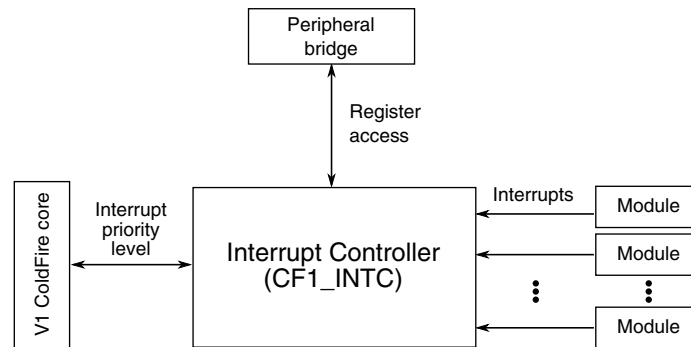 Peripheral
bridge
Register
access
V1 ColdFire core
Interrupt
priority
level
Interrupt Controller
(CF1_INTC)
Interrupts
Module
Module
Module